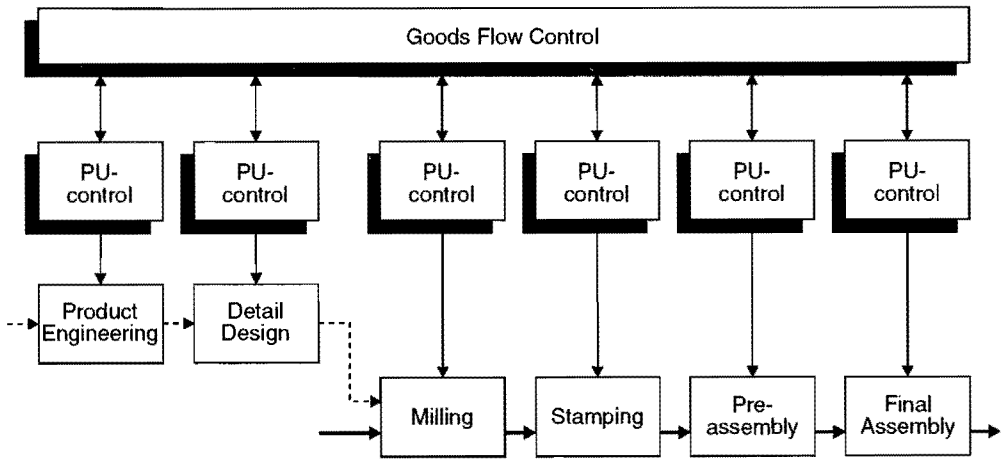 Goods Flow Control
PU-
control
PU-
control
PU-
control
PU-
control
PU-
control
PU-
control
Product
Engineering
Detail
Design
Milling
Stamping
Pre-
assembly
Final
Assembly